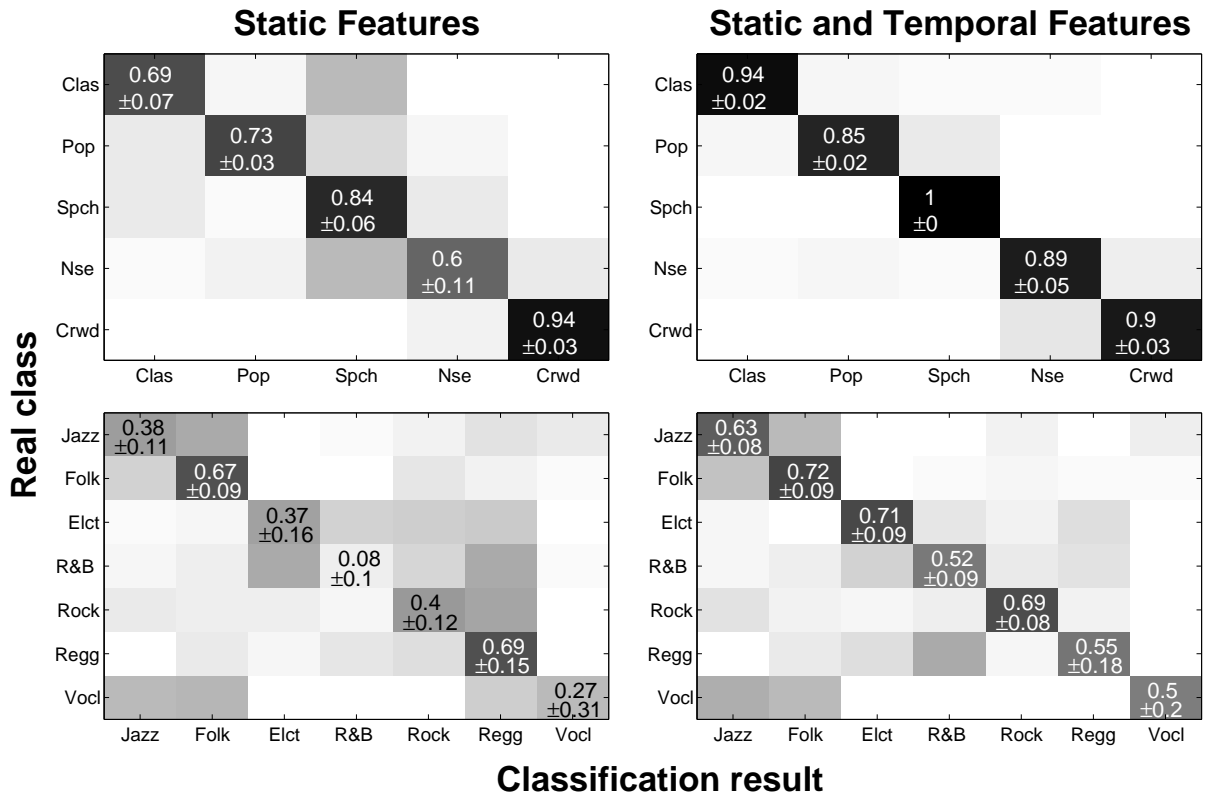 Static Features
Static and Temporal Features
Clas
0.69
±0.07
Pop
0.73
±0.03
Spch
0.84
±0.06
Nse
0.6
±0.11
Crwd
0.94
±0.03
Clas Pop Spch Nse Crwd
Clas
0.94
±0.02
Pop
0.85
±0.02
Spch
1
±0
Nse
0.89
±0.05
Crwd
0.9
±0.03
Clas Pop Spch Nse Crwd
Real class
Jazz
0.38
±0.11
Folk
0.67
±0.09
Elct
0.37
±0.16
R&B
0.08
±0.1
Rock
0.4
±0.12
Regg
0.69
±0.15
Vocl
0.27
±0.31
Jazz Folk Elct R&B Rock Regg Vocl
Jazz
0.63
±0.08
Folk
0.72
±0.09
Elct
0.71
±0.09
R&B
0.52
±0.09
Rock
0.69
±0.08
Regg
0.55
±0.18
Vocl
0.5
±0.2
Jazz Folk Elct R&B Rock Regg Vocl
Classification result